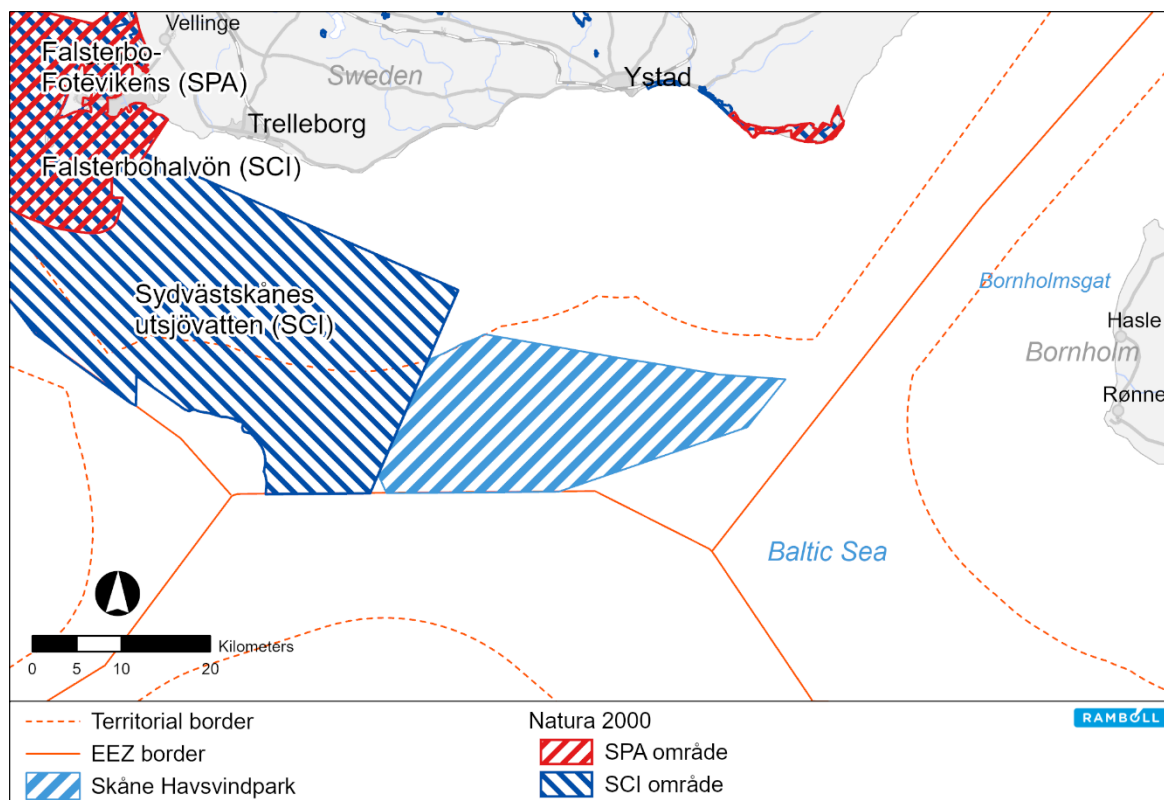 Vellinge
Falsterbo-
Fotevikens (SPA)
Sweden
Ystad
Trelleborg
Falsterbohalvön (SCI)
Sydvästskånes
utsjövatten (SCI)
Bornholmsgat
Hasle
Bornholm
Rønne
Baltic Sea
Kilometers
0 5 10 20
Territorial border
EEZ border
Skåne Havsvindpark
Natura 2000
SPA område
SCI område
RAMBOLL